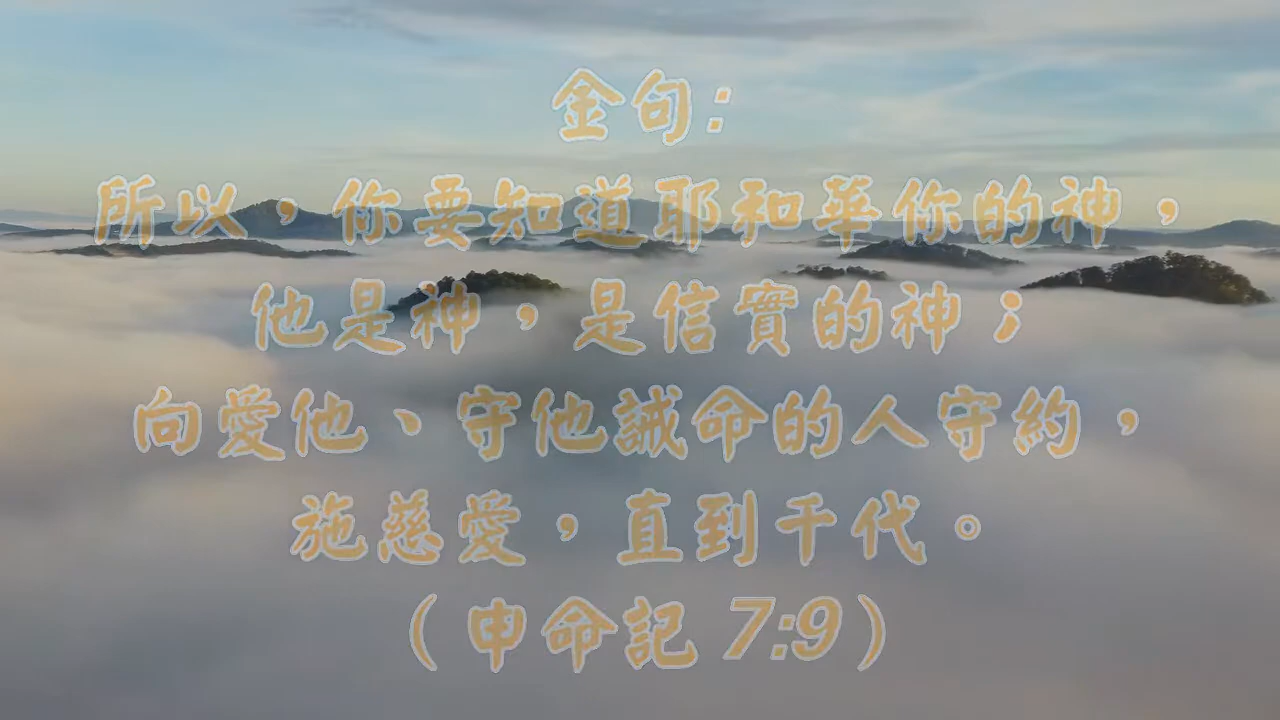 金句:
所以，你要知道耶和華你的神，
他是神，是信實的神；
向愛他、守他誡命的人守約，
施慈愛，直到千代。
（申命記 7:9）